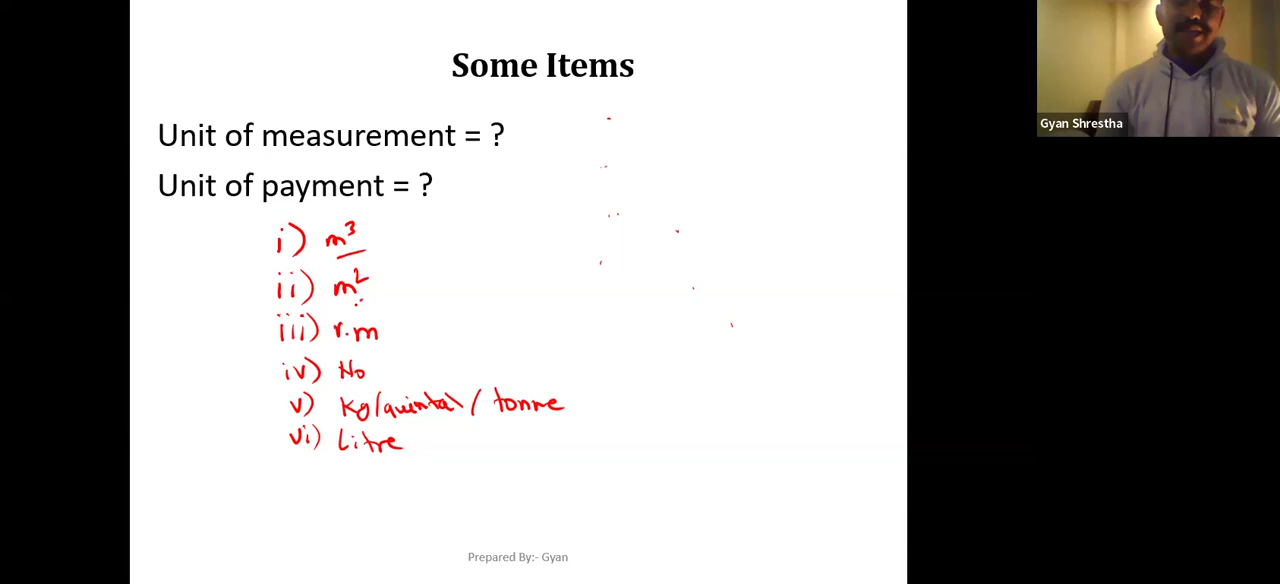 Some Items
Gyan Shrestha
Unit of measurement = ?
Unit of payment = ?
i) m³
ii) m²
iii) r.m
iv) No
v) Kg/quintal/tonne
vi) Litre
Prepared By:- Gyan